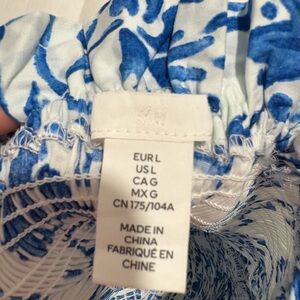 H&M
EUR L
US L
CA G
MX G
CN 175/104A
MADE IN
CHINA
FABRIQUÉ EN
CHINE